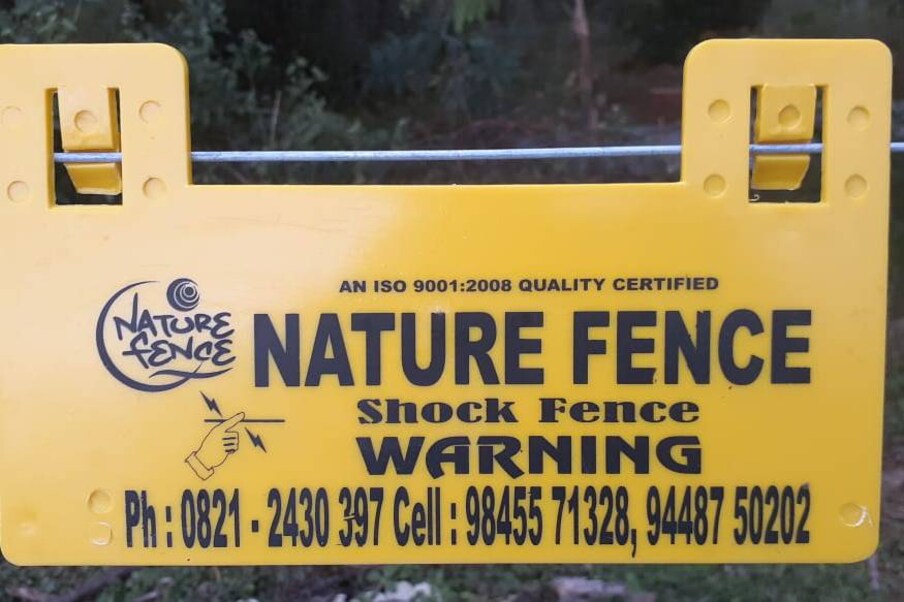 AN ISO 9001:2008 QUALITY CERTIFIED
NATURE
FENCE
NATURE FENCE
Shock Fence
WARNING
Ph : 0821 - 2430 397 Cell : 98455 71328, 94487 50202